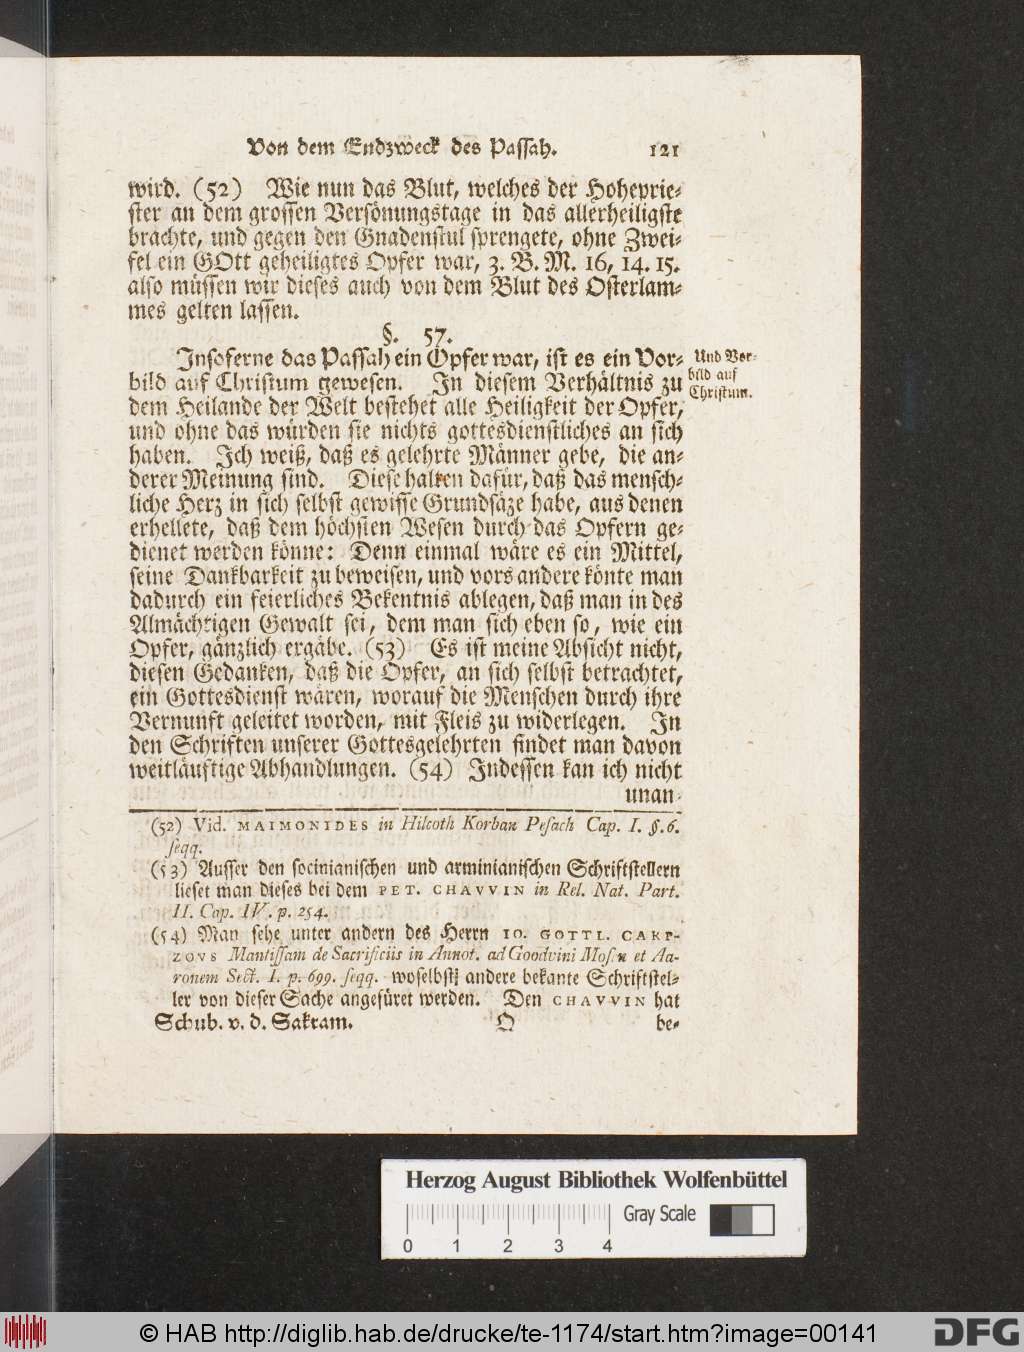 Von dem Endzweck des Passah. 121
wird. (52) Wie nun das Blut, welches der Hoheprie-
ster an dem grossen Versönungstage in das allerheiligste
brachte, und gegen den Gnadenstul sprengete, ohne Zwei-
fel ein GOtt geheiligtes Opfer war, 3. B. M. 16, 14. 15.
also müssen wir dieses auch von dem Blut des Osterlam-
mes gelten lassen.
§. 57.
Insoferne das Passah ein Opfer war, ist es ein Vor-
bild auf Christum gewesen. In diesem Verhältnis zu
dem Heilande der Welt bestehet alle Heiligkeit der Opfer,
und ohne das würden sie nichts gottesdienstliches an sich
haben. Ich weiß, daß es gelehrte Männer gebe, die an-
derer Meinung sind. Diese halten dafür, daß das mensch-
liche Herz in sich selbst gewisse Grundsäze habe, aus denen
erhellete, daß dem höchsten Wesen durch das Opfern ge-
dienet werden könne: Denn einmal wäre es ein Mittel,
seine Dankbarkeit zu beweisen, und vors andere könte man
dadurch ein feierliches Bekentnis ablegen, daß man in des
Almächtigen Gewalt sei, dem man sich eben so, wie ein
Opfer, gänzlich ergäbe. (53) Es ist meine Absicht nicht,
diesen Gedanken, daß die Opfer, an sich selbst betrachtet,
ein Gottesdienst wären, worauf die Menschen durch ihre
Vernunft geleitet worden, mit Fleis zu widerlegen. In
den Schriften unserer Gottesgelehrten findet man davon
weitläuftige Abhandlungen. (54) Indessen kan ich nicht
unan-
Und Vor-
bild auf
Christum.
(52) Vid. MAIMONIDES in Hilcoth Korban Pesach Cap. I. §. 6.
seqq.
(53) Ausser den socinianischen und arminianischen Schriftstellern
lieset man dieses bei dem PET. CHAVVIN in Rel. Nat. Part.
II. Cap. IV. p. 254.
(54) Man sehe unter andern des Herrn IO. GOTTL. CARP-
ZOVS Mantissam de Sacrificiis in Annot. ad Goodvini Mosen et Aa-
ronem Sect. I. p. 699. seqq. woselbst andere bekante Schriftstel-
ler von dieser Sache angefüret werden. Den CHAVVIN hat
Schub. v. d. Sakram. Q be-
Herzog August Bibliothek Wolfenbüttel
Gray Scale
0 1 2 3 4
© HAB http://diglib.hab.de/drucke/te-1174/start.htm?image=00141
DFG